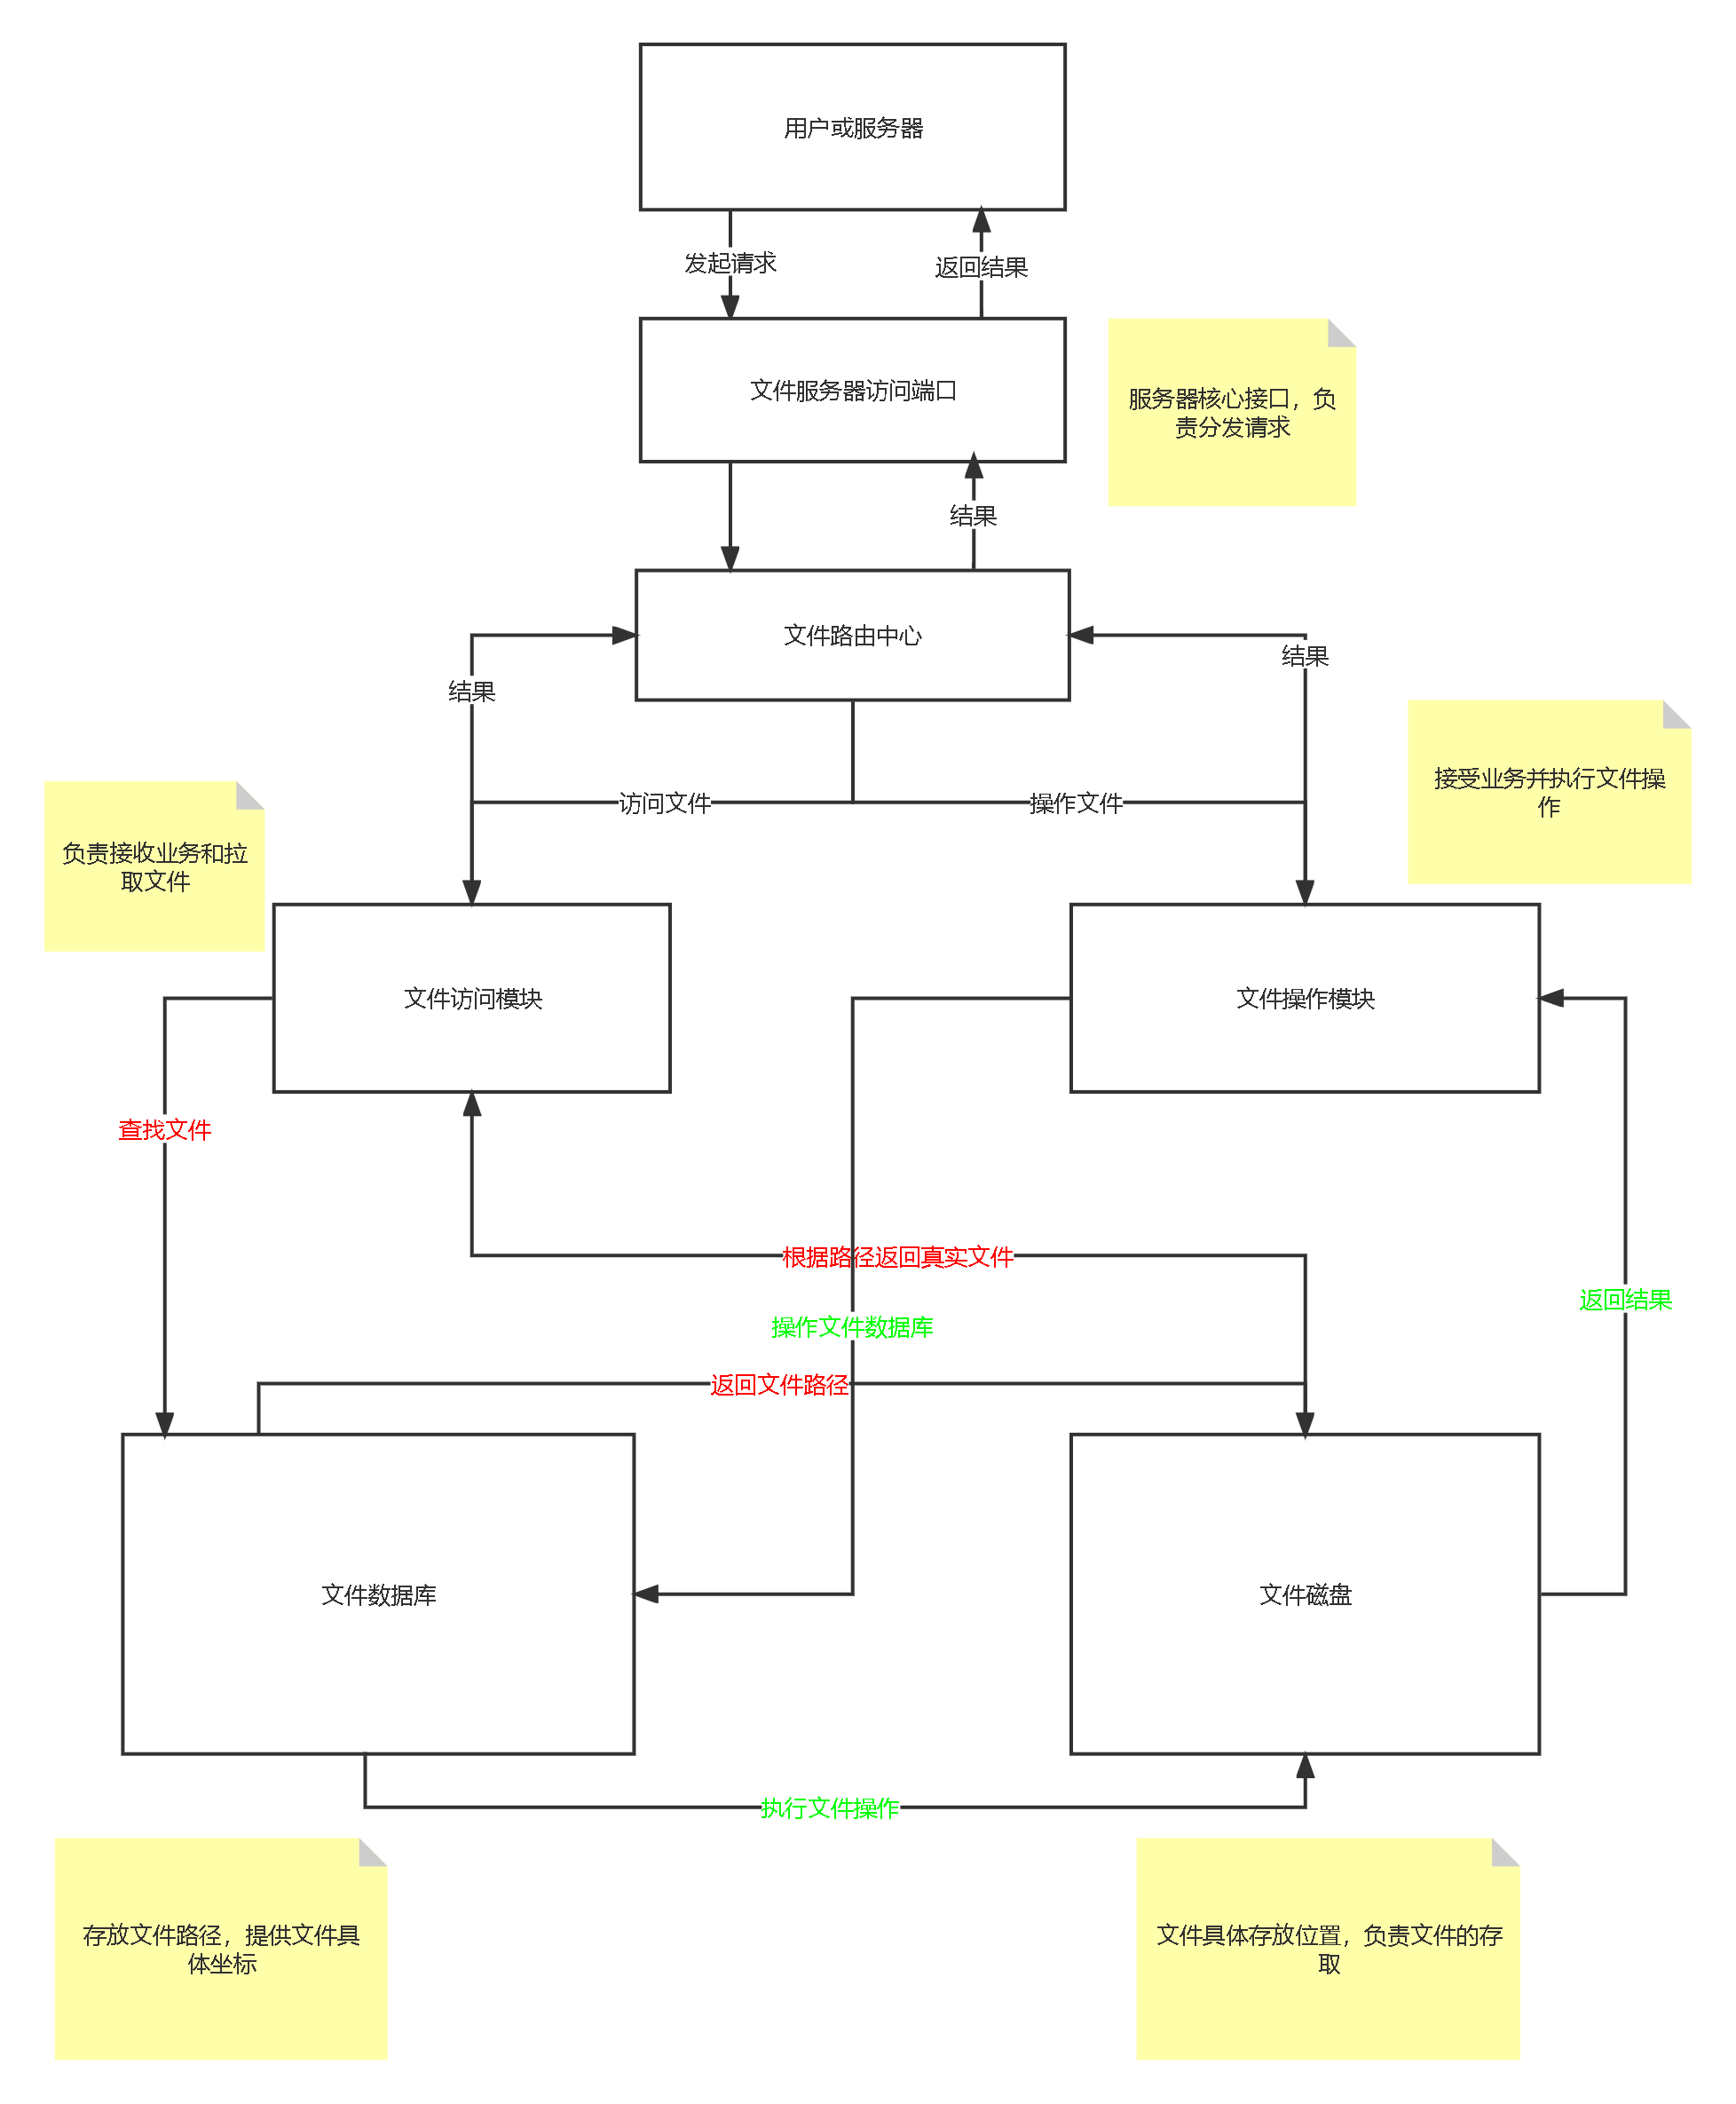 用户或服务器
发起请求
返回结果
文件服务器访问端口
服务器核心接口，负
责分发请求
结果
文件路由中心
结果
结果
接受业务并执行文件操
作
访问文件
操作文件
负责接收业务和拉
取文件
文件访问模块
文件操作模块
查找文件
根据路径返回真实文件
返回结果
操作文件数据库
返回文件路径
文件数据库
文件磁盘
执行文件操作
存放文件路径，提供文件具
体坐标
文件具体存放位置，负责文件的存
取